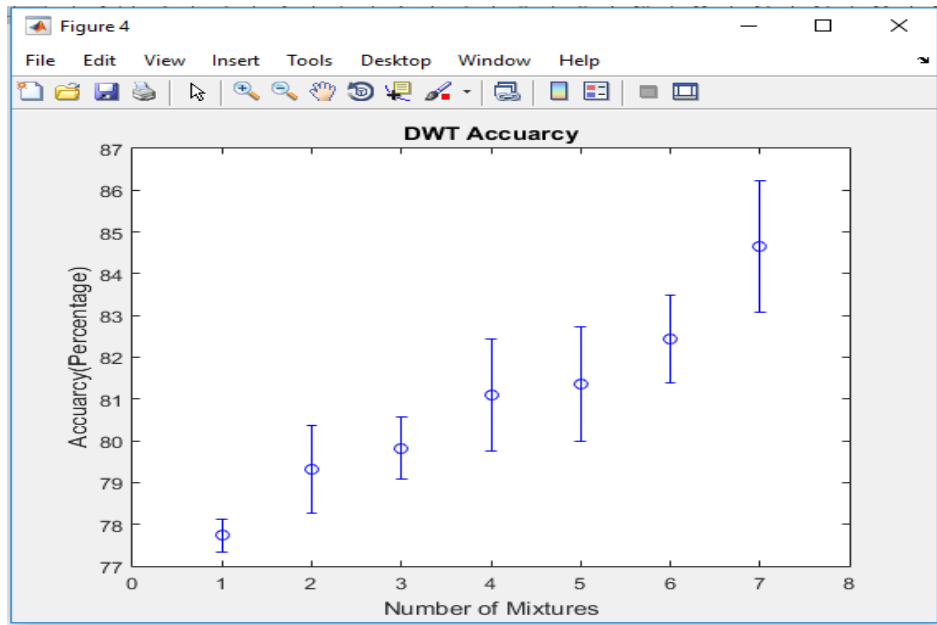 Figure 4
File Edit View Insert Tools Desktop Window Help
DWT Accuarcy
87
86
85
84
83
82
81
80
79
78
77
Accuarcy(Percentage)
0 1 2 3 4 5 6 7 8
Number of Mixtures